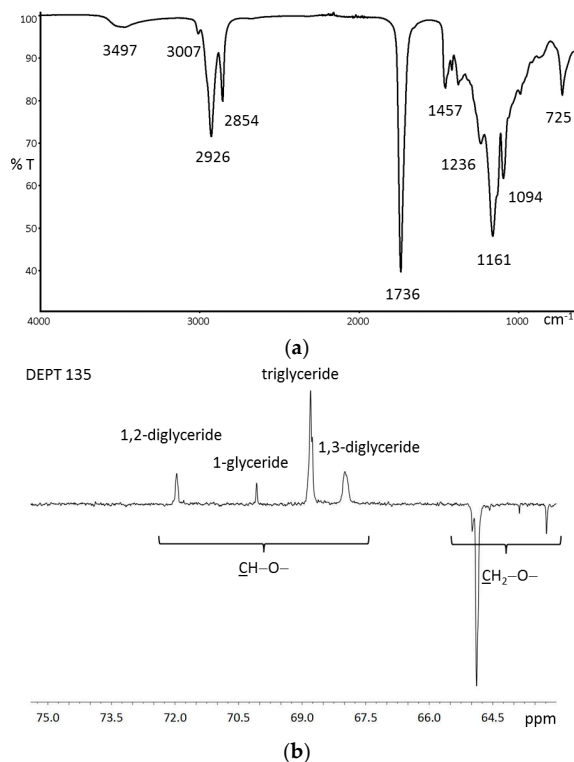 100
90
80
70
% T
60
50
40
3497
3007
2926
2854
1736
1457
1236
1161
1094
725
4000
3000
2000
1000
cm-1
(a)
DEPT 135
triglyceride
1,2-diglyceride
1-glyceride
1,3-diglyceride
CH–O–
CH2–O–
75.0 73.5 72.0 70.5 69.0 67.5 66.0 64.5 ppm
(b)